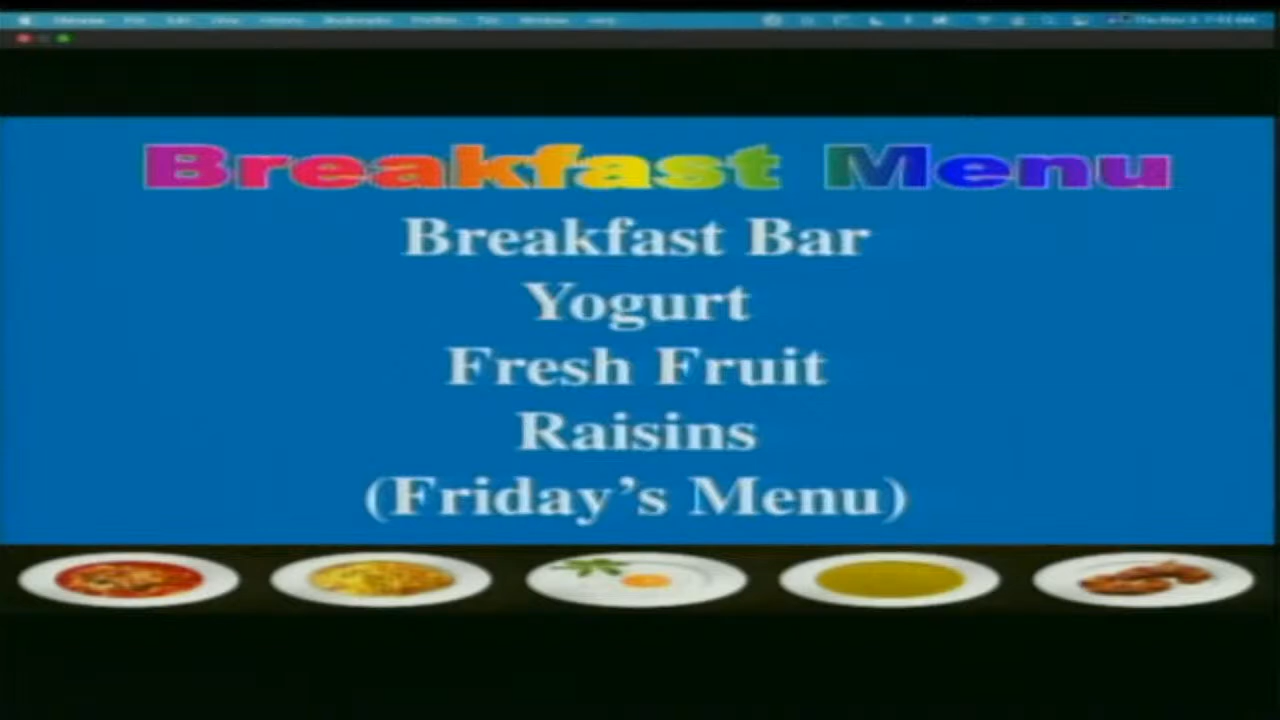 Breakfast Menu
Breakfast Bar
Yogurt
Fresh Fruit
Raisins
(Friday's Menu)